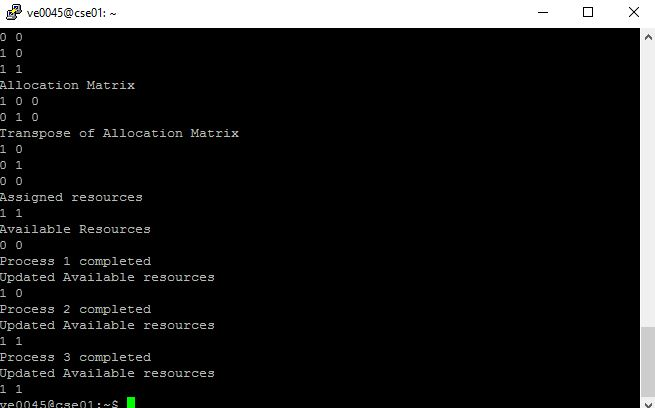 ve0045@cse01: ~
0 0
1 0
1 1
Allocation Matrix
1 0 0
0 1 0
Transpose of Allocation Matrix
1 0
0 1
0 0
Assigned resources
1 1
Available Resources
0 0
Process 1 completed
Updated Available resources
1 0
Process 2 completed
Updated Available resources
1 1
Process 3 completed
Updated Available resources
1 1
ve0045@cse01:~$